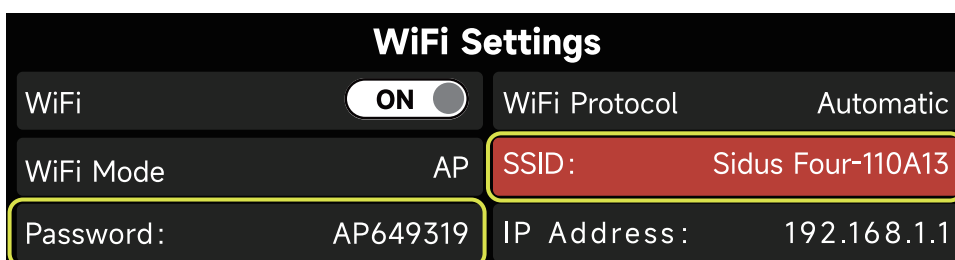 WiFi Settings
WiFi ON WiFi Protocol Automatic
WiFi Mode AP SSID: Sidus Four-110A13
Password: AP649319 IP Address: 192.168.1.1